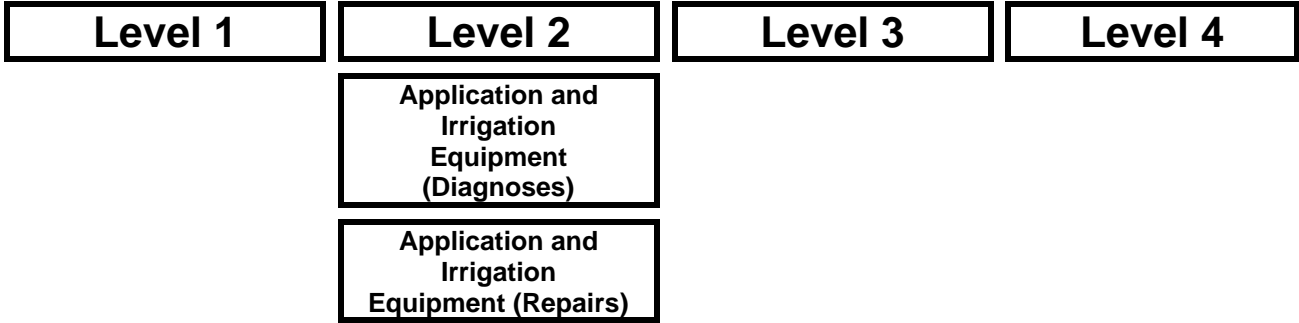 Level 1
Level 2
Level 3
Level 4
Application and
Irrigation
Equipment
(Diagnoses)
Application and
Irrigation
Equipment (Repairs)